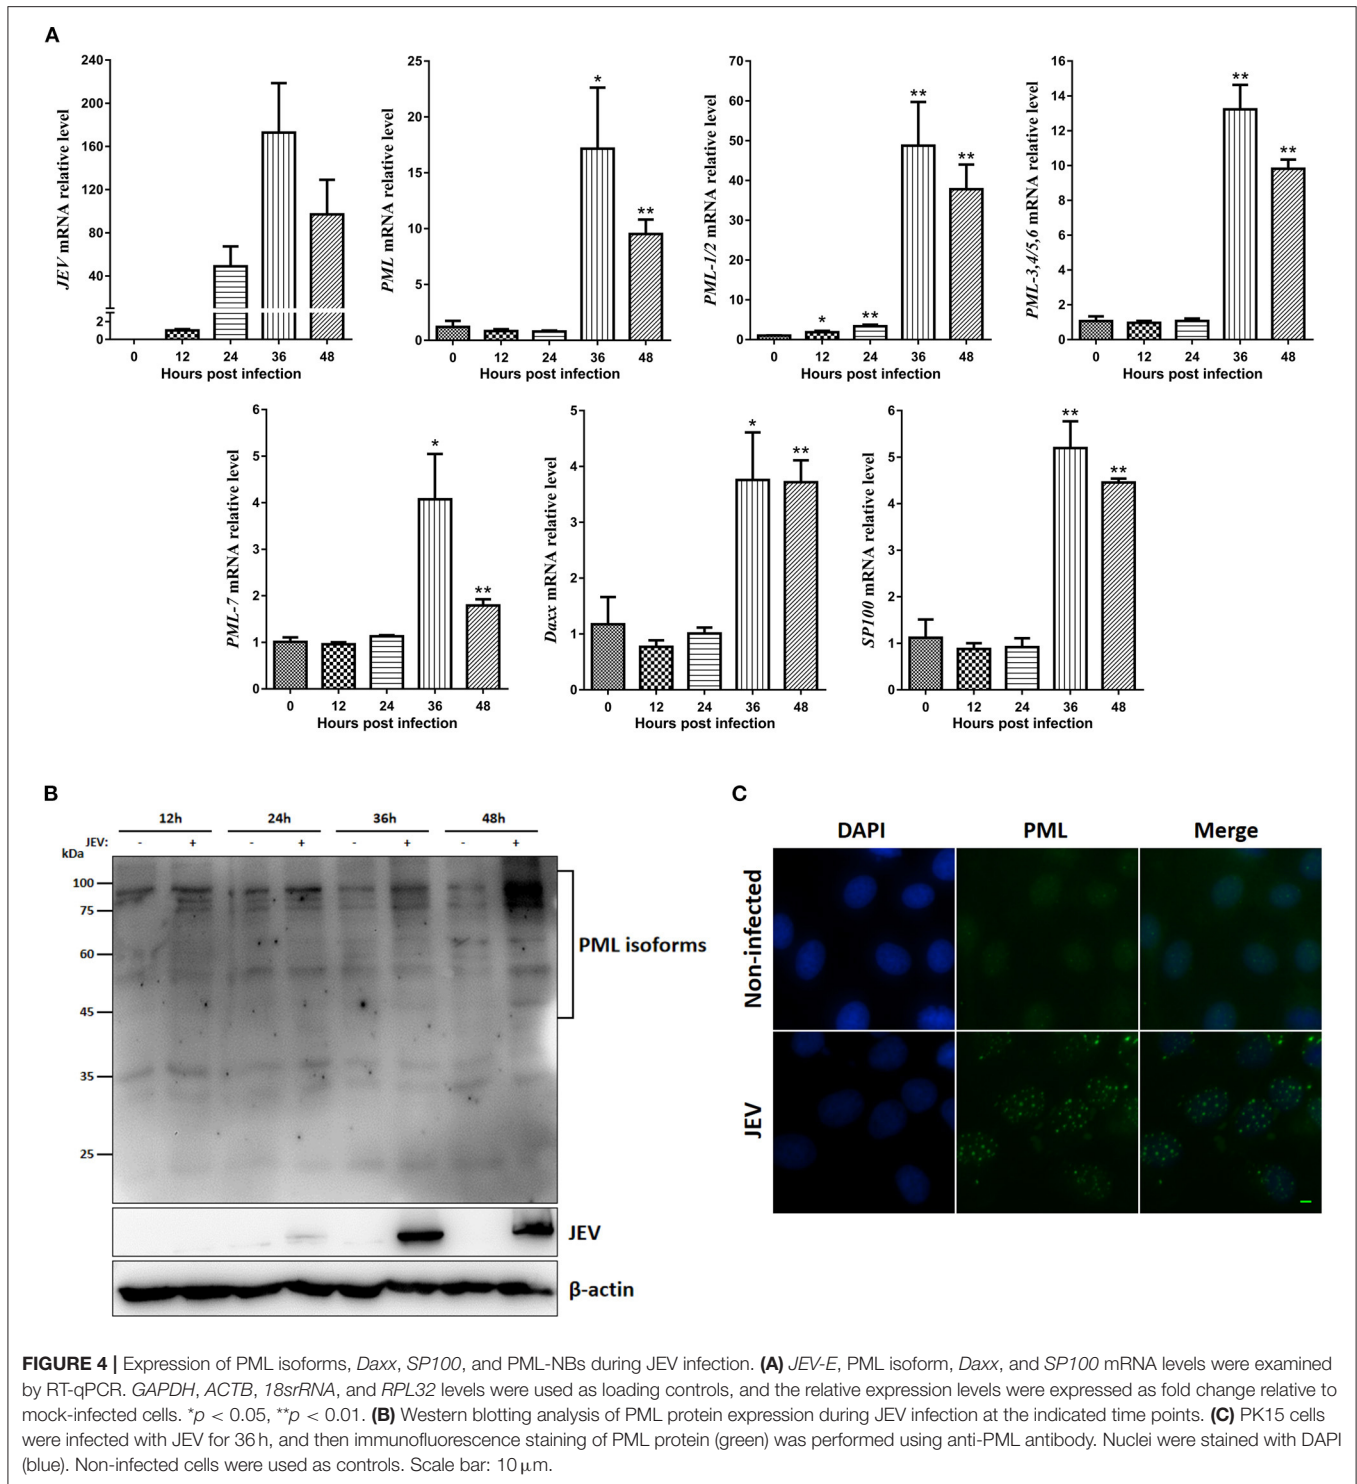 A
JEV mRNA relative level
240
200
160
120
80
40
2
0
0 12 24 36 48
Hours post infection
PML mRNA relative level
25
20
15
10
5
0
*
**
0 12 24 36 48
Hours post infection
PML-1/2 mRNA relative level
70
60
50
40
30
20
10
0
*
**
**
**
0 12 24 36 48
Hours post infection
PML-3,4/5,6 mRNA relative level
16
14
12
10
8
6
4
2
0
**
**
0 12 24 36 48
Hours post infection
PML-7 mRNA relative level
6
5
4
3
2
1
0
*
**
0 12 24 36 48
Hours post infection
Daxx mRNA relative level
5
4
3
2
1
0
*
**
0 12 24 36 48
Hours post infection
SP100 mRNA relative level
6
5
4
3
2
1
0
**
**
0 12 24 36 48
Hours post infection
B
12h 24h 36h 48h
JEV: - + - + - + - +
kDa
100
75
60
45
35
25
PML isoforms
JEV
β-actin
C
DAPI PML Merge
Non-infected
JEV
FIGURE 4 | Expression of PML isoforms, Daxx, SP100, and PML-NBs during JEV infection. (A) JEV-E, PML isoform, Daxx, and SP100 mRNA levels were examined
by RT-qPCR. GAPDH, ACTB, 18srRNA, and RPL32 levels were used as loading controls, and the relative expression levels were expressed as fold change relative to
mock-infected cells. *p < 0.05, **p < 0.01. (B) Western blotting analysis of PML protein expression during JEV infection at the indicated time points. (C) PK15 cells
were infected with JEV for 36 h, and then immunofluorescence staining of PML protein (green) was performed using anti-PML antibody. Nuclei were stained with DAPI
(blue). Non-infected cells were used as controls. Scale bar: 10 μm.